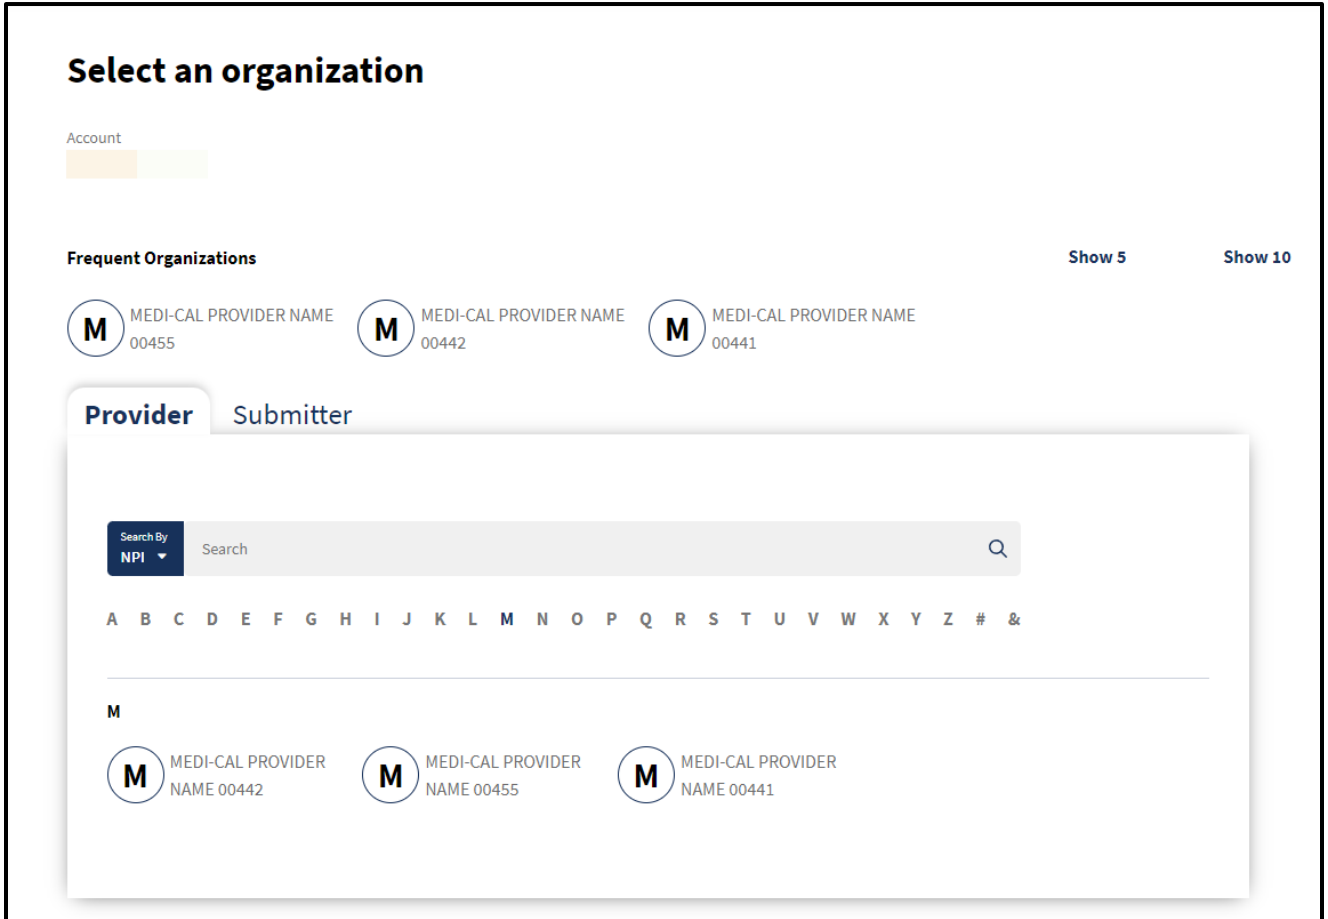 Select an organization
Account
Frequent Organizations Show 5 Show 10
M MEDI-CAL PROVIDER NAME 00455
M MEDI-CAL PROVIDER NAME 00442
M MEDI-CAL PROVIDER NAME 00441
Provider Submitter
Search By
NPI Search
A B C D E F G H I J K L M N O P Q R S T U V W X Y Z # &
M
M MEDI-CAL PROVIDER
NAME 00442
M MEDI-CAL PROVIDER
NAME 00455
M MEDI-CAL PROVIDER
NAME 00441